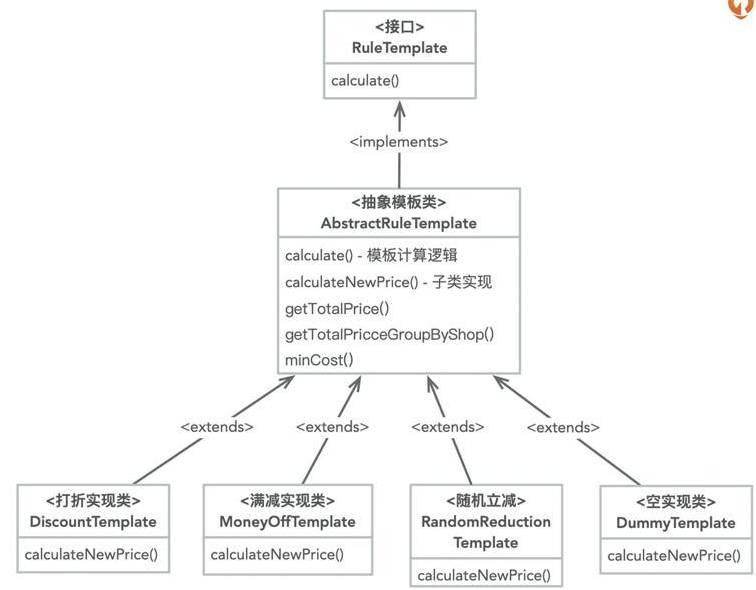 <接口>
RuleTemplate
calculate()
<implements>
<抽象模板类>
AbstractRuleTemplate
calculate() - 模板计算逻辑
calculateNewPrice() - 子类实现
getTotalPrice()
getTotalPricceGroupByShop()
minCost()
<extends> <extends> <extends> <extends>
<打折实现类>
DiscountTemplate
calculateNewPrice()
<满减实现类>
MoneyOffTemplate
calculateNewPrice()
<随机立减>
RandomReduction
Template
calculateNewPrice()
<空实现类>
DummyTemplate
calculateNewPrice()